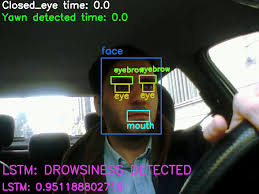 Closed_eye time: 0.0
Yawn detected time: 0.0
face
eyebrow eyebrow
eye eye
mouth
LSTM: DROWSINESS DETECTED
LSTM: 0.951188802719